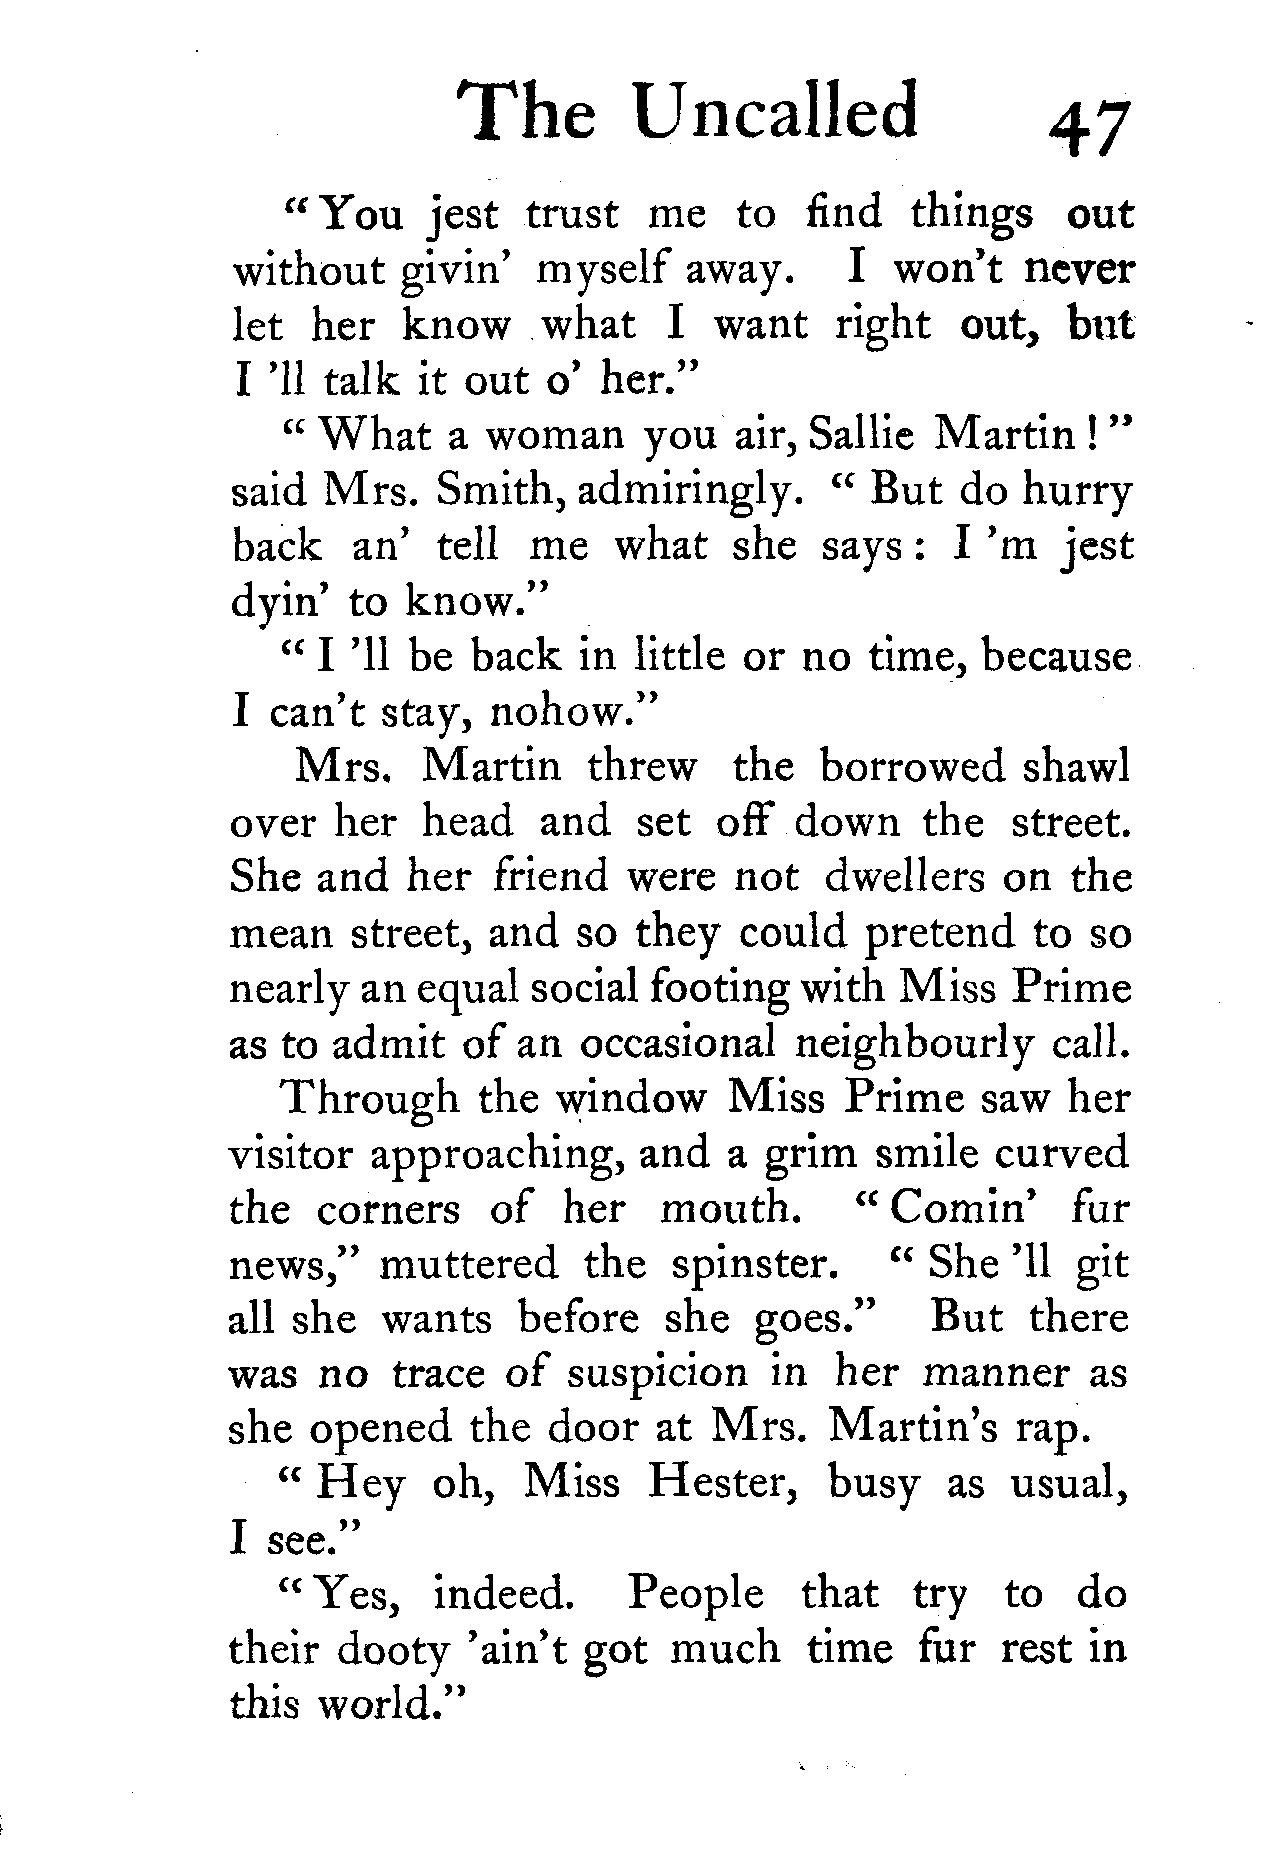 The Uncalled 47
“ You jest trust me to find things out
without givin’ myself away. I won’t never
let her know what I want right out, but
I ’ll talk it out o’ her.”
“ What a woman you air, Sallie Martin ! ”
said Mrs. Smith, admiringly. “ But do hurry
back an’ tell me what she says : I ’m jest
dyin’ to know.”
“ I ’ll be back in little or no time, because
I can’t stay, nohow.”
Mrs. Martin threw the borrowed shawl
over her head and set off down the street.
She and her friend were not dwellers on the
mean street, and so they could pretend to so
nearly an equal social footing with Miss Prime
as to admit of an occasional neighbourly call.
Through the window Miss Prime saw her
visitor approaching, and a grim smile curved
the corners of her mouth. “ Comin’ fur
news,” muttered the spinster. “ She ’ll git
all she wants before she goes.” But there
was no trace of suspicion in her manner as
she opened the door at Mrs. Martin’s rap.
“ Hey oh, Miss Hester, busy as usual,
I see.”
“ Yes, indeed. People that try to do
their dooty ’ain’t got much time fur rest in
this world.”